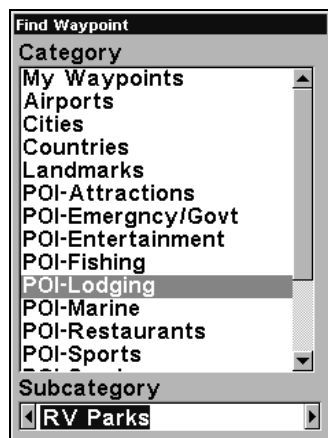 Find Waypoint
Category
My Waypoints
Airports
Cities
Countries
Landmarks
POI-Attractions
POI-Emergncy/Govt
POI-Entertainment
POI-Fishing
POI-Lodging
POI-Marine
POI-Restaurants
POI-Sports
Subcategory
RV Parks